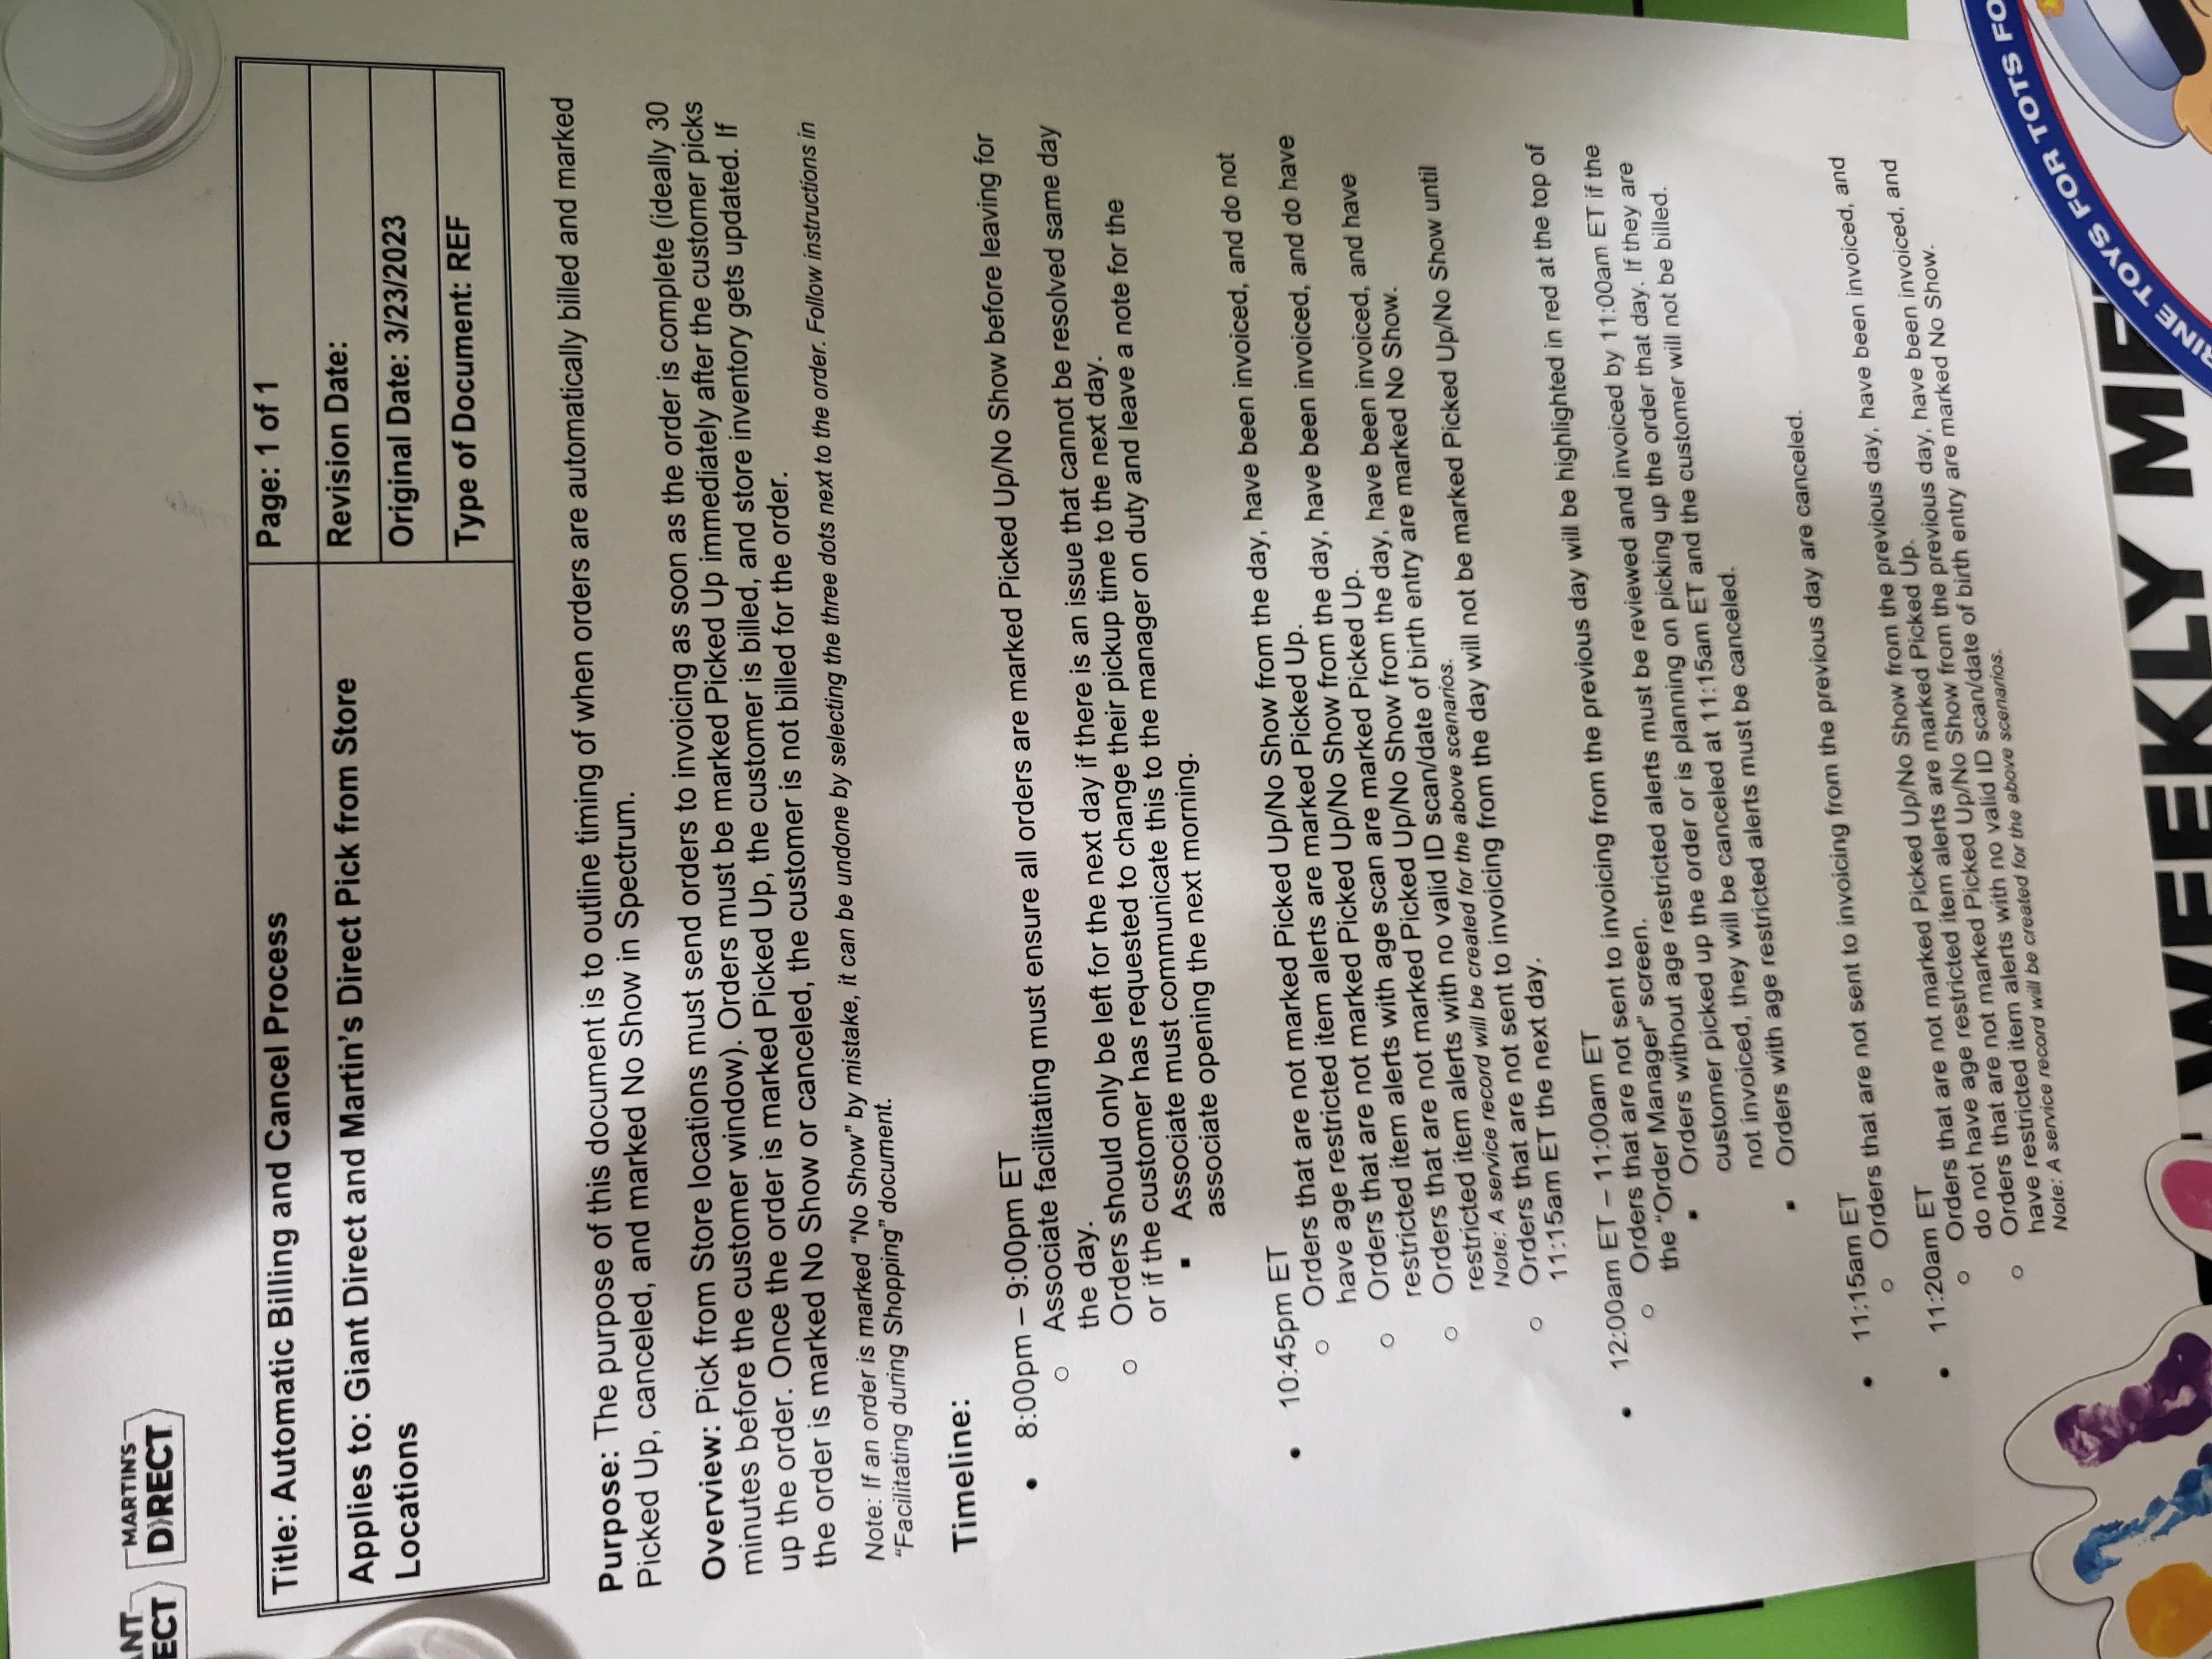 ANT
ECT
MARTIN'S
DIRECT
Title: Automatic Billing and Cancel Process
Page: 1 of 1
Applies to: Giant Direct and Martin's Direct Pick from Store
Locations
Revision Date:
Original Date: 3/23/2023
Type of Document: REF
Purpose: The purpose of this document is to outline timing of when orders are automatically billed and marked
Picked Up, canceled, and marked No Show in Spectrum.
Overview: Pick from Store locations must send orders to invoicing as soon as the order is complete (ideally 30
minutes before the customer window). Orders must be marked Picked Up immediately after the customer picks
up the order. Once the order is marked Picked Up, the customer is billed, and store inventory gets updated. If
the order is marked No Show or canceled, the customer is not billed for the order.
Note: If an order is marked “No Show” by mistake, it can be undone by selecting the three dots next to the order. Follow instructions in
“Facilitating during Shopping” document.
Timeline:
• 8:00pm – 9:00pm ET
o Associate facilitating must ensure all orders are marked Picked Up/No Show before leaving for
the day.
o Orders should only be left for the next day if there is an issue that cannot be resolved same day
or if the customer has requested to change their pickup time to the next day.
▪ Associate must communicate this to the manager on duty and leave a note for the
associate opening the next morning.
• 10:45pm ET
o Orders that are not marked Picked Up/No Show from the day, have been invoiced, and do not
have age restricted item alerts are marked Picked Up.
o Orders that are not marked Picked Up/No Show from the day, have been invoiced, and do have
restricted item alerts with age scan are marked Picked Up.
o Orders that are not marked Picked Up/No Show from the day, have been invoiced, and have
restricted item alerts with no valid ID scan/date of birth entry are marked No Show.
Note: A service record will be created for the above scenarios.
o Orders that are not sent to invoicing from the day will not be marked Picked Up/No Show until
11:15am ET the next day.
• 12:00am ET – 11:00am ET
o Orders that are not sent to invoicing from the previous day will be highlighted in red at the top of
the “Order Manager” screen.
▪ Orders without age restricted alerts must be reviewed and invoiced by 11:00am ET if the
customer picked up the order or is planning on picking up the order that day. If they are
not invoiced, they will be canceled at 11:15am ET and the customer will not be billed.
▪ Orders with age restricted alerts must be canceled.
• 11:15am ET
o Orders that are not sent to invoicing from the previous day are canceled.
• 11:20am ET
o Orders that are not marked Picked Up/No Show from the previous day, have been invoiced, and
do not have age restricted item alerts are marked Picked Up.
o Orders that are not marked Picked Up/No Show from the previous day, have been invoiced, and
have restricted item alerts with no valid ID scan/date of birth entry are marked No Show.
Note: A service record will be created for the above scenarios.
WEEKLY ME
RINE TOYS FOR TOTS FO